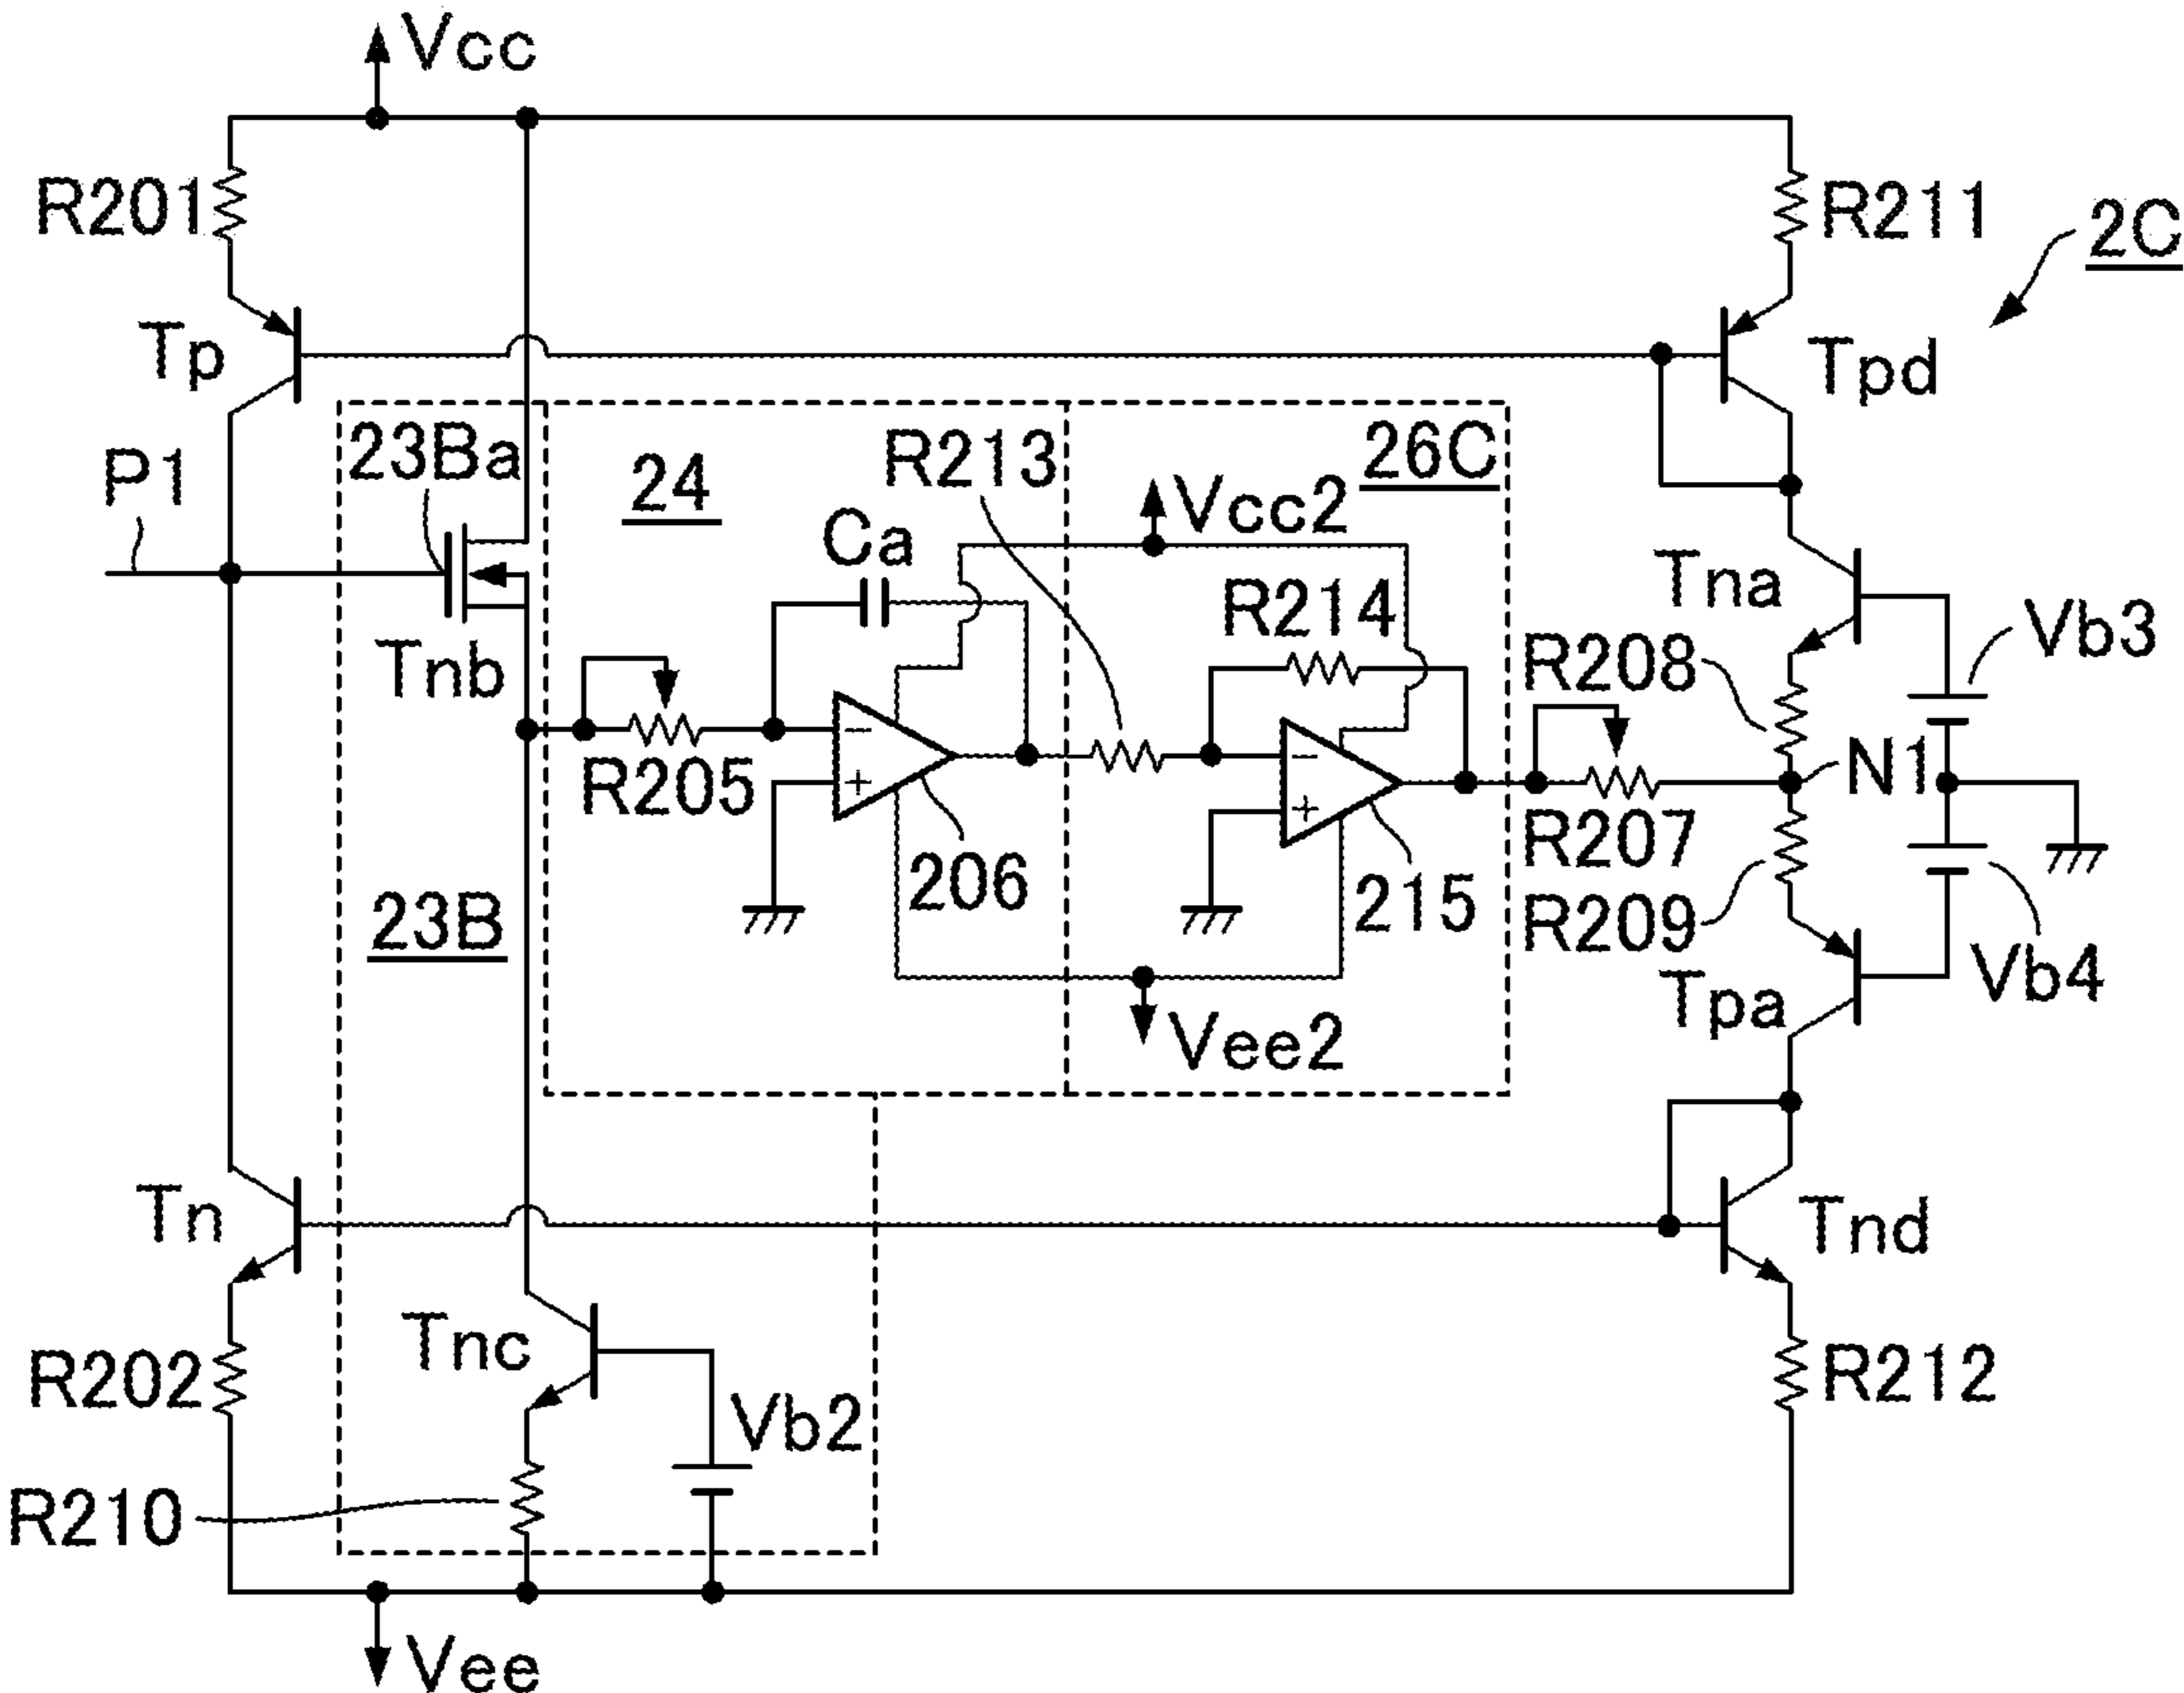 Vcc
R201
R211
2C
Tp
Tpd
23Ba
24
R213
26C
P1
Vcc2
Ca
Tna
R214
Vb3
R208
Tnb
−
−
N1
R205
+
+
R207
206
215
R209
23B
Vb4
Tpa
Vee2
Tn
Tnd
Tnc
R202
R212
Vb2
R210
Vee